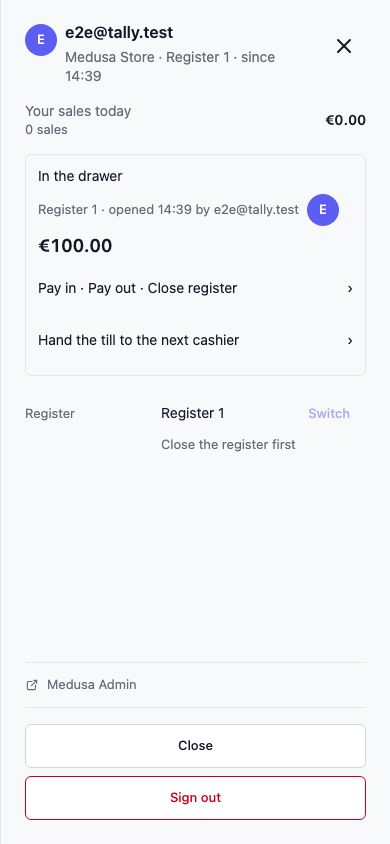 E
e2e@tally.test
Medusa Store · Register 1 · since
14:39
Your sales today
0 sales
€0.00
In the drawer
Register 1 · opened 14:39 by e2e@tally.test
E
€100.00
Pay in · Pay out · Close register ›
Hand the till to the next cashier ›
Register
Register 1
Switch
Close the register first
Medusa Admin
Close
Sign out